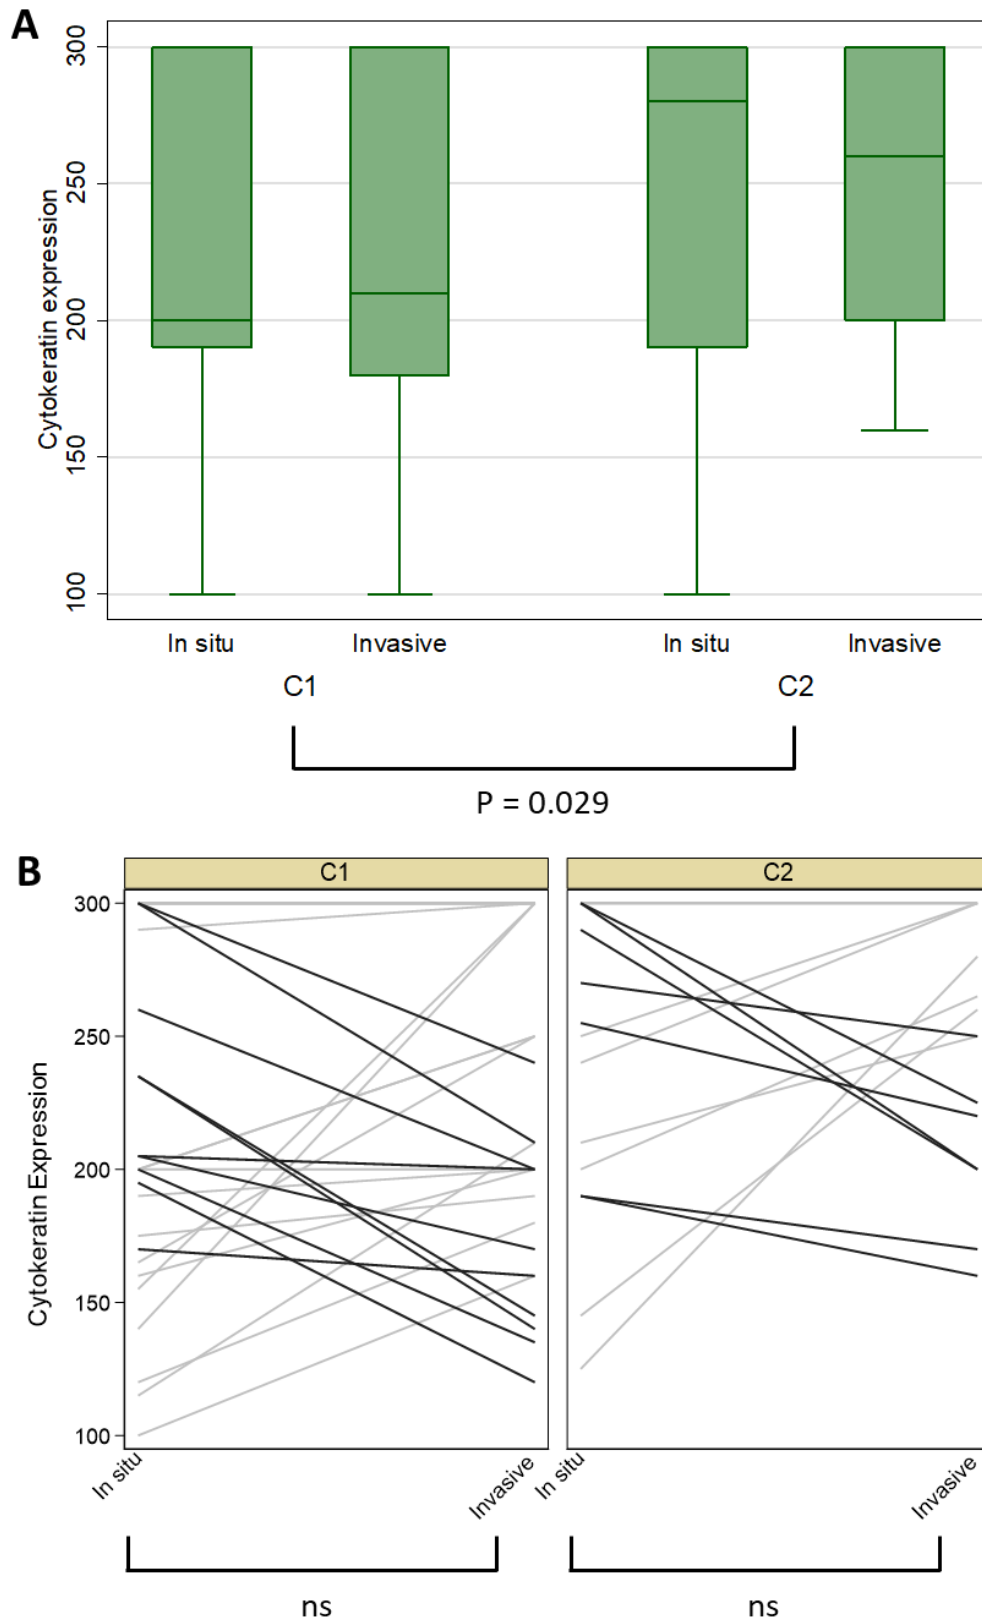 A
Cytokeratin expression
300
250
200
150
100
In situ Invasive In situ Invasive
C1 C2
P = 0.029
B
C1 C2
Cytokeratin Expression
300
250
200
150
100
In situ Invasive In situ Invasive
ns ns